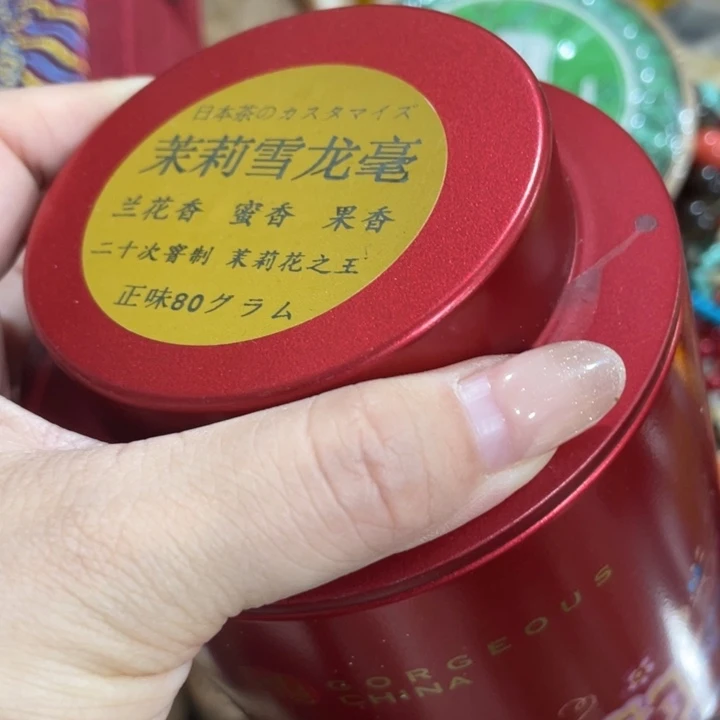 日本茶のカスタマイズ
茉莉雪龙毫
兰花香 蜜香 果香
二十次窨制 茉莉花之王
正味80グラム
GORGEOUS
CHINA